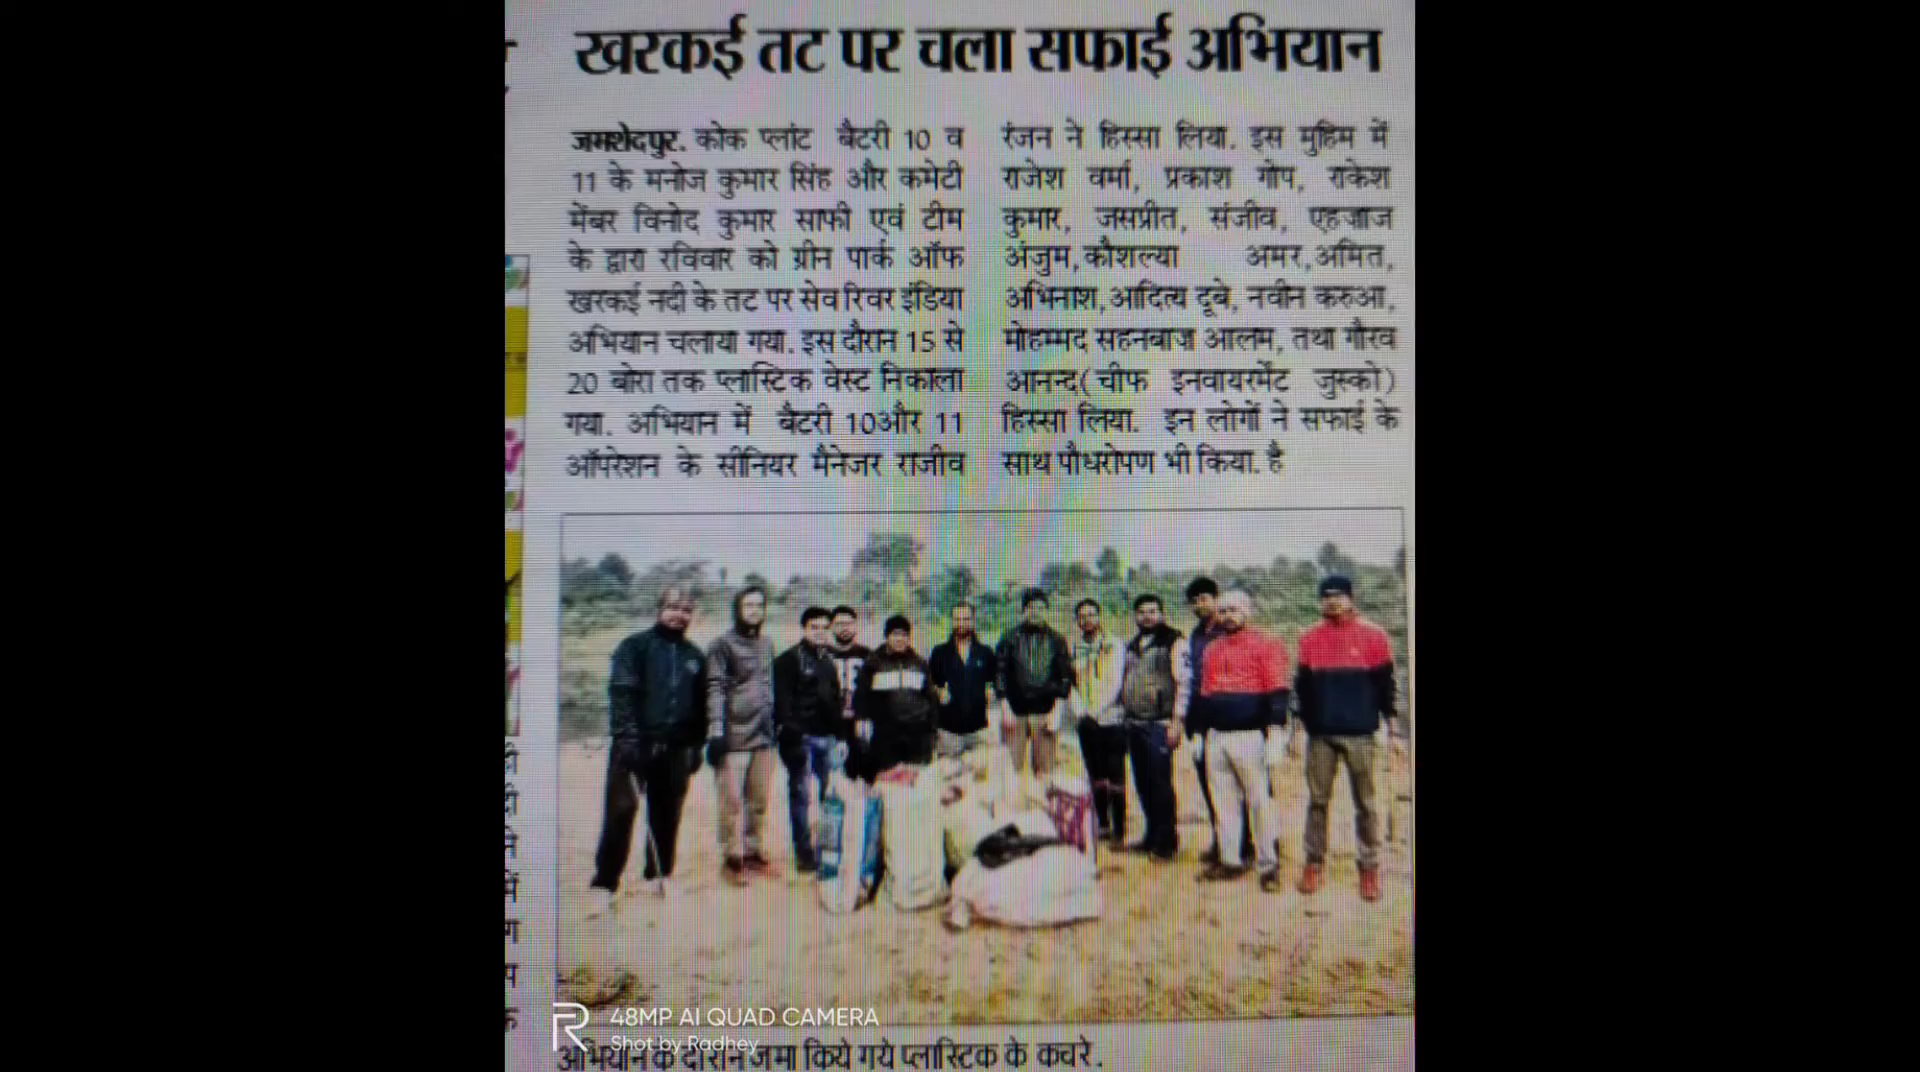 खरकई तट पर चला सफाई अभियान
जमशेदपुर. कोक प्लांट बैटरी 10 व
11 के मनोज कुमार सिंह और कमेटी
मेंबर विनोद कुमार साफी एवं टीम
के द्वारा रविवार को ग्रीन पार्क ऑफ
खरकई नदी के तट पर सेव रिवर इंडिया
अभियान चलाया गया. इस दौरान 15 से
20 बोरा तक प्लास्टिक वेस्ट निकाला
गया. अभियान में बैटरी 10और 11
ऑपरेशन के सीनियर मैनेजर राजीव
रंजन ने हिस्सा लिया. इस मुहिम में
राजेश वर्मा, प्रकाश गोप, राकेश
कुमार, जसप्रीत, संजीव, एहजाज
अंजुम,कौशल्या अमर,अमित,
अभिनाश,आदित्य दूबे, नवीन करुआ,
मोहम्मद सहनबाज आलम, तथा गौरव
आनन्द(चीफ इनवायरमेंट जुस्को)
हिस्सा लिया. इन लोगों ने सफाई के
साथ पौधरोपण भी किया. है
48MP AI QUAD CAMERA
Shot by Radhey
अभियान के दौरान जमा किये गये प्लास्टिक के कचरे.